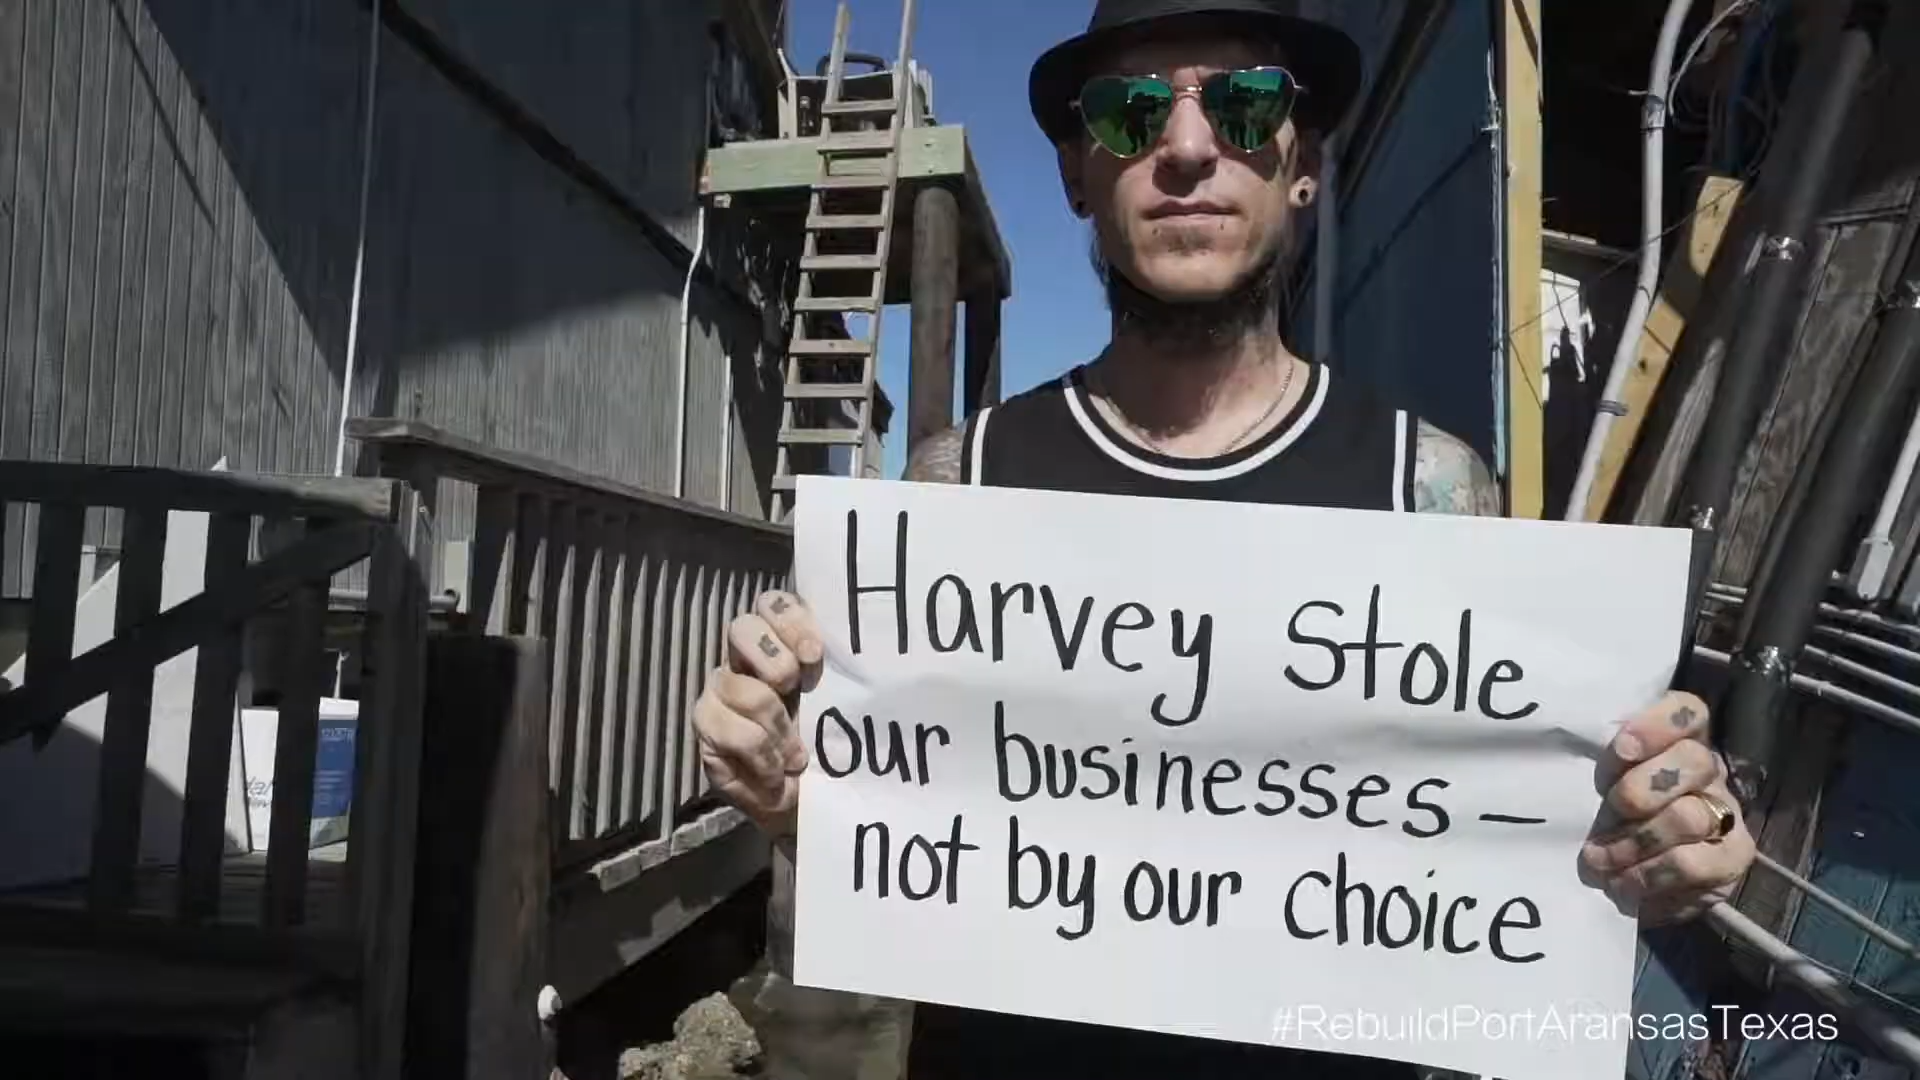 Harvey Stole
our businesses –
not by our choice
#RebuildPortAransasTexas